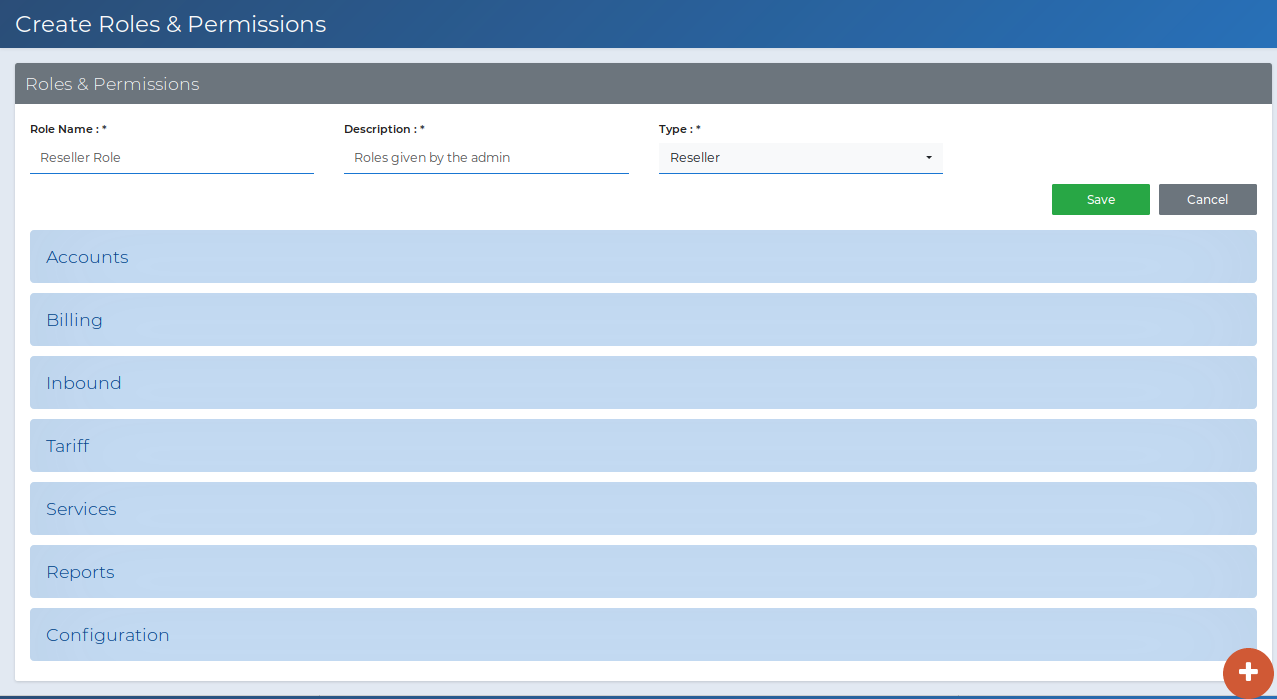 Create Roles & Permissions
Roles & Permissions
Role Name : * Description : * Type : *
Reseller Role Roles given by the admin Reseller
Save Cancel
Accounts
Billing
Inbound
Tariff
Services
Reports
Configuration